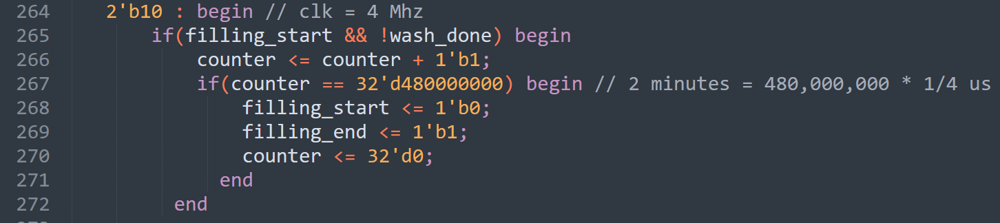 264 2'b10 : begin // clk = 4 Mhz
265 if(filling_start && !wash_done) begin
266 counter <= counter + 1'b1;
267 if(counter == 32'd480000000) begin // 2 minutes = 480,000,000 * 1/4 us
268 filling_start <= 1'b0;
269 filling_end <= 1'b1;
270 counter <= 32'd0;
271 end
272 end